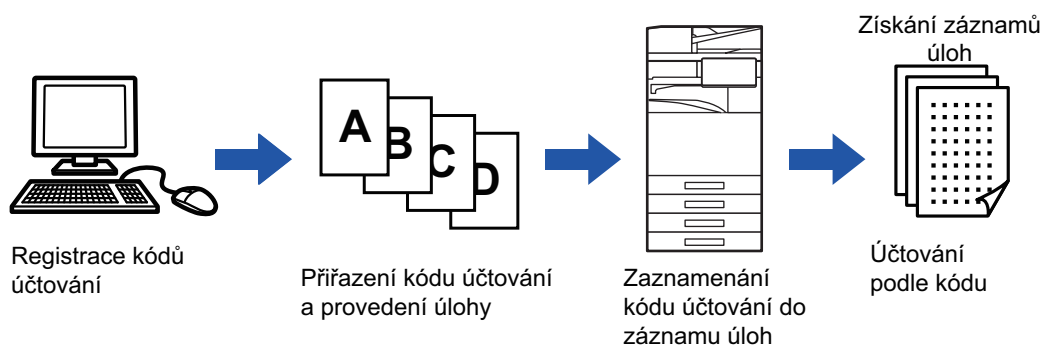 Získání záznamů
úloh
A
B
C
D
Registrace kódů
účtování
Přiřazení kódu účtování
a provedení úlohy
Zaznamenání
kódu účtování do
záznamu úloh
Účtování
podle kódu